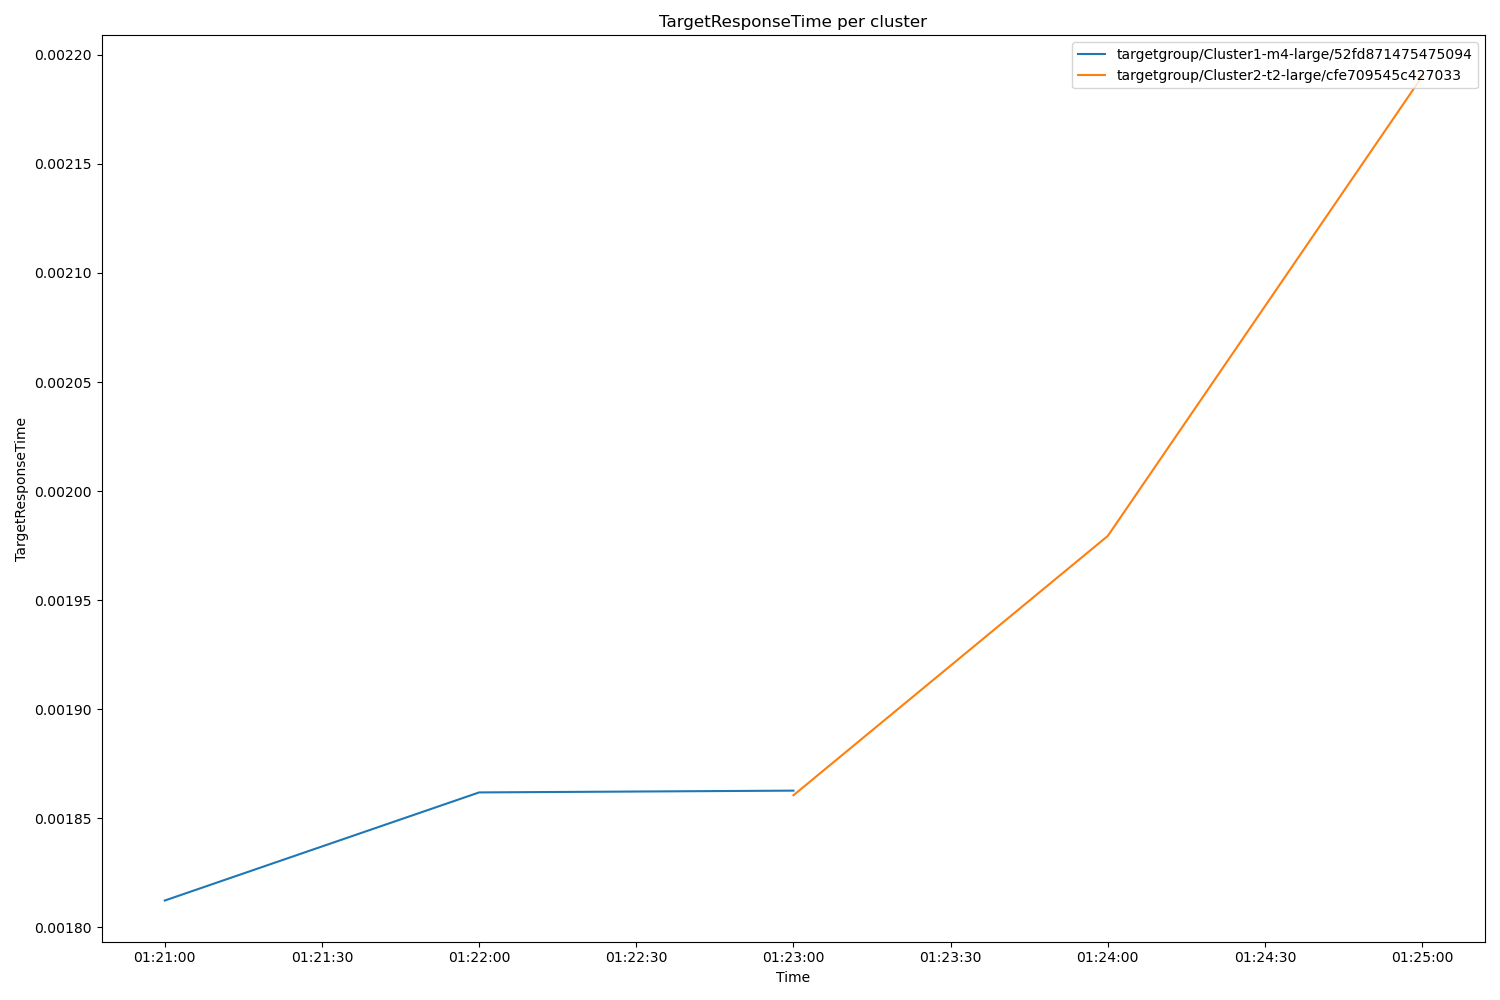 TargetResponseTime per cluster
targetgroup/Cluster1-m4-large/52fd871475475094
targetgroup/Cluster2-t2-large/cfe709545c427033
0.00220
0.00215
0.00210
0.00205
0.00200
0.00195
0.00190
0.00185
0.00180
TargetResponseTime
01:21:00 01:21:30 01:22:00 01:22:30 01:23:00 01:23:30 01:24:00 01:24:30 01:25:00
Time